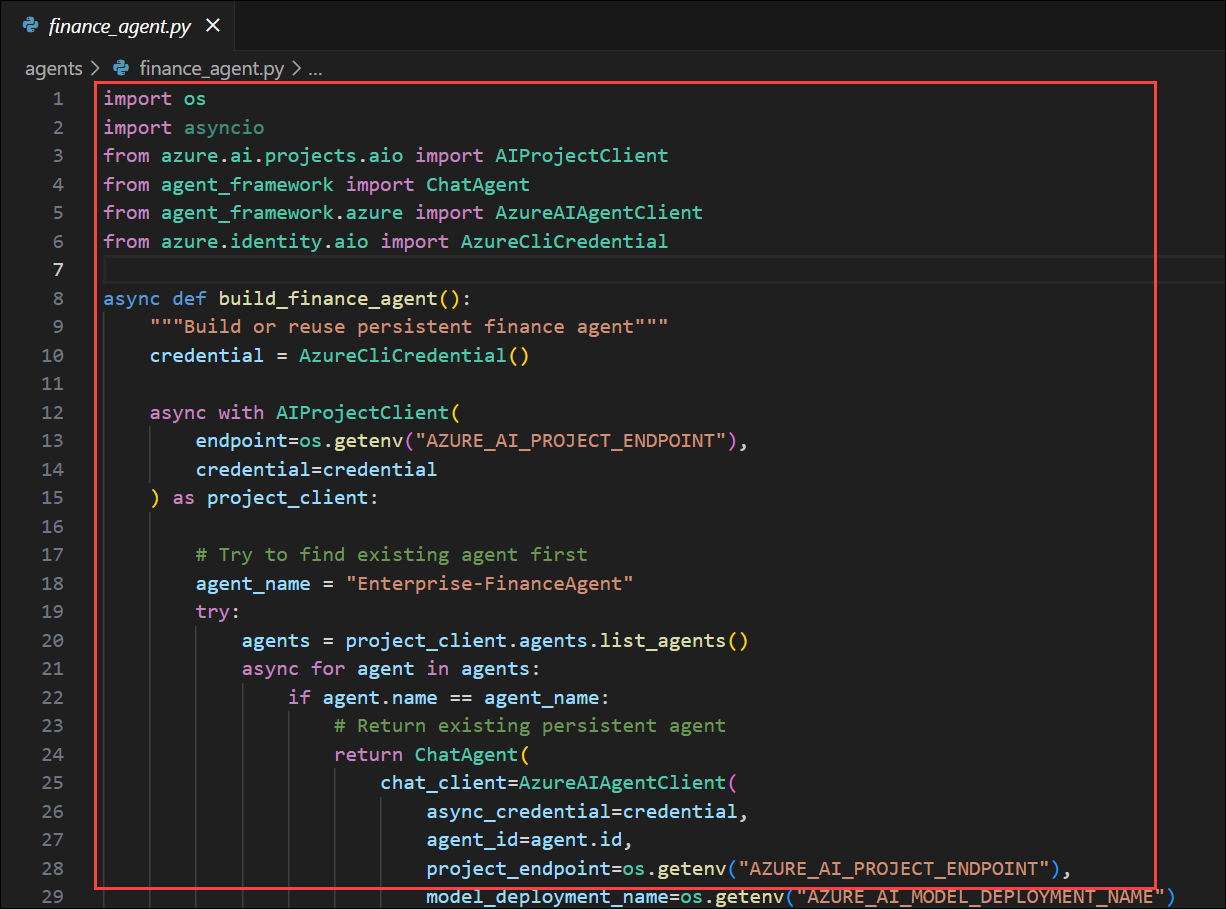 finance_agent.py ×
agents > finance_agent.py > ...
1 import os
2 import asyncio
3 from azure.ai.projects.aio import AIProjectClient
4 from agent_framework import ChatAgent
5 from agent_framework.azure import AzureAIAgentClient
6 from azure.identity.aio import AzureCliCredential
7
8 async def build_finance_agent():
9     """Build or reuse persistent finance agent"""
10     credential = AzureCliCredential()
11
12     async with AIProjectClient(
13         endpoint=os.getenv("AZURE_AI_PROJECT_ENDPOINT"),
14         credential=credential
15     ) as project_client:
16
17         # Try to find existing agent first
18         agent_name = "Enterprise-FinanceAgent"
19         try:
20             agents = project_client.agents.list_agents()
21             async for agent in agents:
22                 if agent.name == agent_name:
23                     # Return existing persistent agent
24                     return ChatAgent(
25                         chat_client=AzureAIAgentClient(
26                             async_credential=credential,
27                             agent_id=agent.id,
28                             project_endpoint=os.getenv("AZURE_AI_PROJECT_ENDPOINT"),
29                             model_deployment_name=os.getenv("AZURE_AI_MODEL_DEPLOYMENT_NAME")